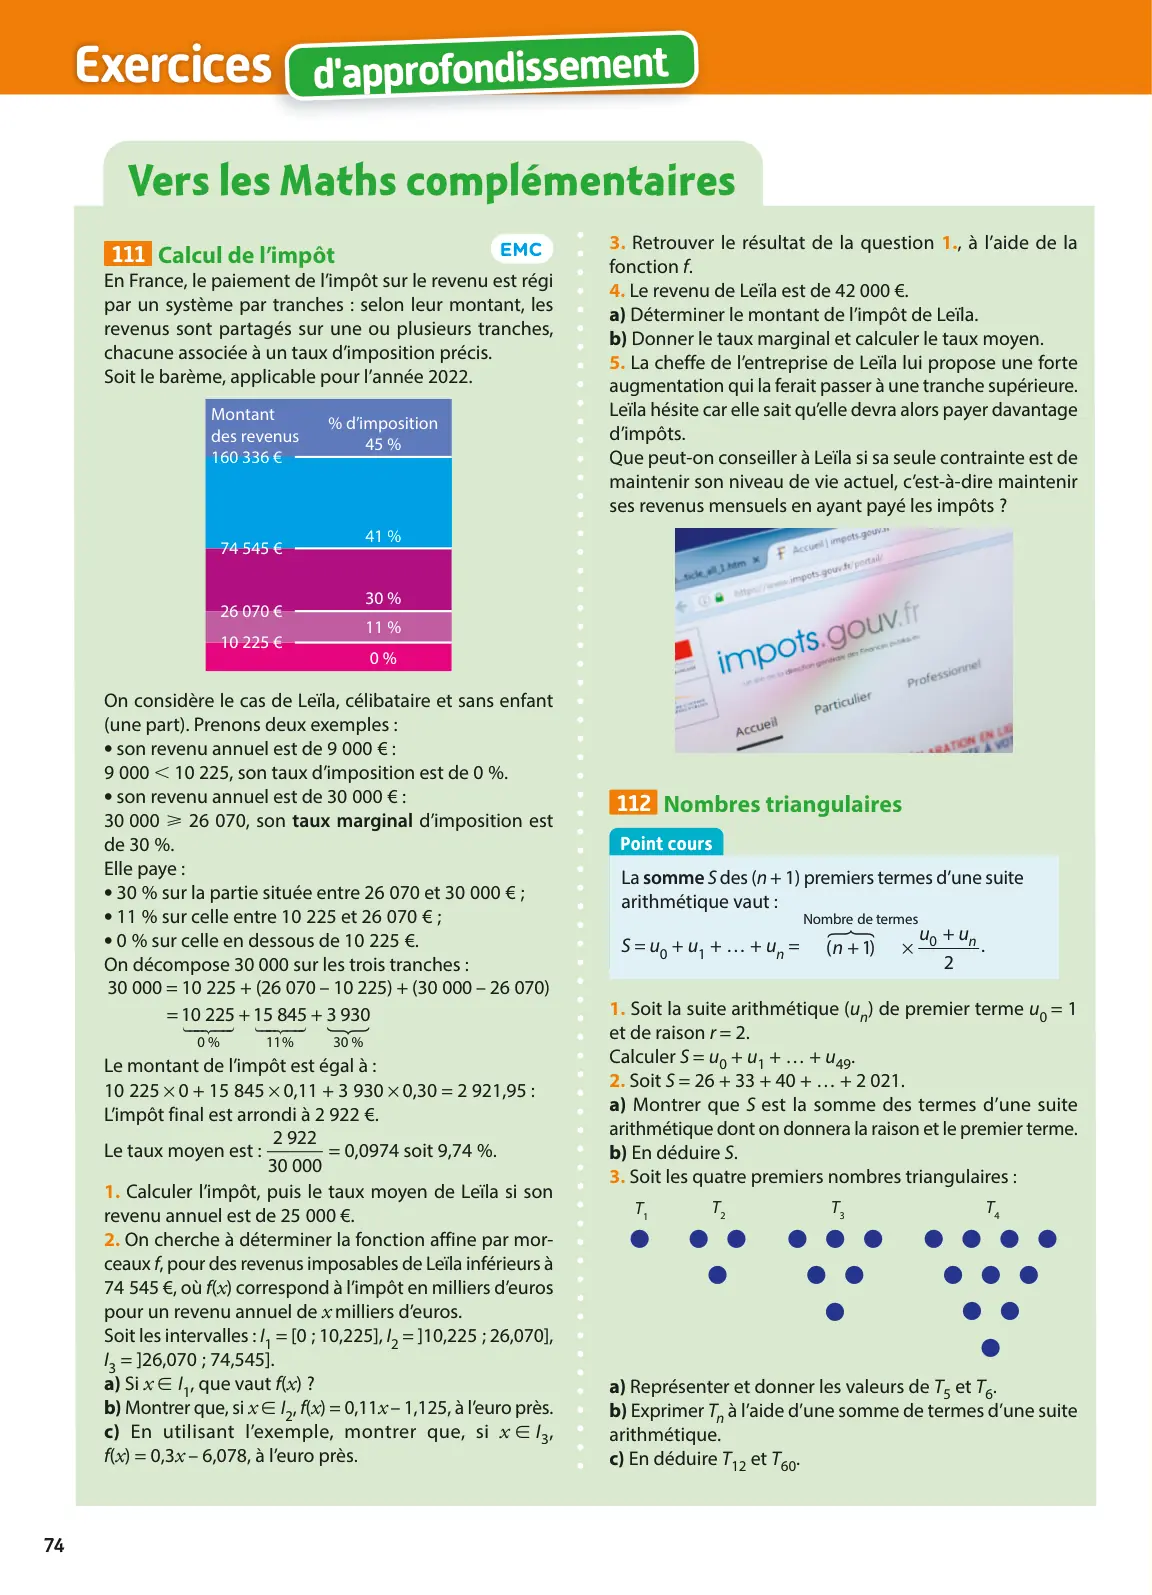 Exercices d'approfondissement
Vers les Maths complémentaires
111 Calcul de l'impôt EMC
En France, le paiement de l'impôt sur le revenu est régi
par un système par tranches : selon leur montant, les
revenus sont partagés sur une ou plusieurs tranches,
chacune associée à un taux d'imposition précis.
Soit le barème, applicable pour l'année 2022.
Montant
des revenus
% d'imposition
45 %
160 336 €
41 %
74 545 €
30 %
26 070 €
11 %
10 225 €
0 %
On considère le cas de Leïla, célibataire et sans enfant
(une part). Prenons deux exemples :
• son revenu annuel est de 9 000 € :
9 000 < 10 225, son taux d'imposition est de 0 %.
• son revenu annuel est de 30 000 € :
30 000 ⩾ 26 070, son taux marginal d'imposition est
de 30 %.
Elle paye :
• 30 % sur la partie située entre 26 070 et 30 000 € ;
• 11 % sur celle entre 10 225 et 26 070 € ;
• 0 % sur celle en dessous de 10 225 €.
On décompose 30 000 sur les trois tranches :
30 000 = 10 225 + (26 070 – 10 225) + (30 000 – 26 070)
= 10 225 + 15 845 + 3 930
0 % 11% 30 %
Le montant de l'impôt est égal à :
10 225 × 0 + 15 845 × 0,11 + 3 930 × 0,30 = 2 921,95 :
L'impôt final est arrondi à 2 922 €.
Le taux moyen est : 2 922 / 30 000 = 0,0974 soit 9,74 %.
1. Calculer l'impôt, puis le taux moyen de Leïla si son
revenu annuel est de 25 000 €.
2. On cherche à déterminer la fonction affine par mor-
ceaux f, pour des revenus imposables de Leïla inférieurs à
74 545 €, où f(x) correspond à l'impôt en milliers d'euros
pour un revenu annuel de x milliers d'euros.
Soit les intervalles : I1 = [0 ; 10,225], I2 = ]10,225 ; 26,070],
I3 = ]26,070 ; 74,545].
a) Si x ∈ I1, que vaut f(x) ?
b) Montrer que, si x ∈ I2, f(x) = 0,11x – 1,125, à l'euro près.
c) En utilisant l'exemple, montrer que, si x ∈ I3,
f(x) = 0,3x – 6,078, à l'euro près.
3. Retrouver le résultat de la question 1., à l'aide de la
fonction f.
4. Le revenu de Leïla est de 42 000 €.
a) Déterminer le montant de l'impôt de Leïla.
b) Donner le taux marginal et calculer le taux moyen.
5. La cheffe de l'entreprise de Leïla lui propose une forte
augmentation qui la ferait passer à une tranche supérieure.
Leïla hésite car elle sait qu'elle devra alors payer davantage
d'impôts.
Que peut-on conseiller à Leïla si sa seule contrainte est de
maintenir son niveau de vie actuel, c'est-à-dire maintenir
ses revenus mensuels en ayant payé les impôts ?
Accueil | impots.gouv.f
ticle_all_1.htm
https://www.impots.gouv.fr/portail/
impots.gouv.fr
Professionnel
Particulier
Accueil
112 Nombres triangulaires
Point cours
La somme S des (n + 1) premiers termes d'une suite
arithmétique vaut :
Nombre de termes
S = u0 + u1 + … + un = (n + 1) × (u0 + un) / 2.
1. Soit la suite arithmétique (un) de premier terme u0 = 1
et de raison r = 2.
Calculer S = u0 + u1 + … + u49.
2. Soit S = 26 + 33 + 40 + … + 2 021.
a) Montrer que S est la somme des termes d'une suite
arithmétique dont on donnera la raison et le premier terme.
b) En déduire S.
3. Soit les quatre premiers nombres triangulaires :
T1 T2 T3 T4
a) Représenter et donner les valeurs de T5 et T6.
b) Exprimer Tn à l'aide d'une somme de termes d'une suite
arithmétique.
c) En déduire T12 et T60.
74